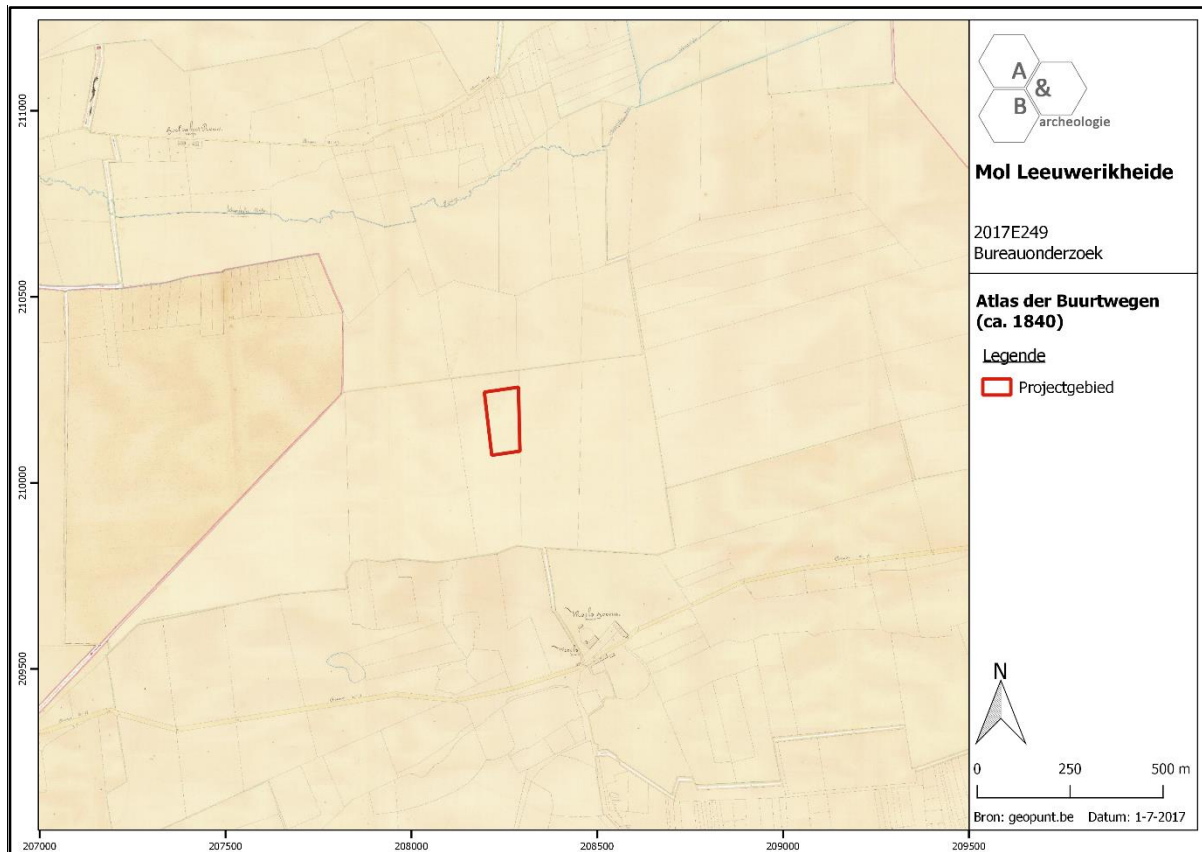 A
&
B
archeologie
Mol Leeuwerikheide
2017E249
Bureauonderzoek
Atlas der Buurtwegen
(ca. 1840)
Legende
Projectgebied
N
0 250 500 m
Bron: geopunt.be Datum: 1-7-2017
211000
210500
210000
209500
207000 207500 208000 208500 209000 209500